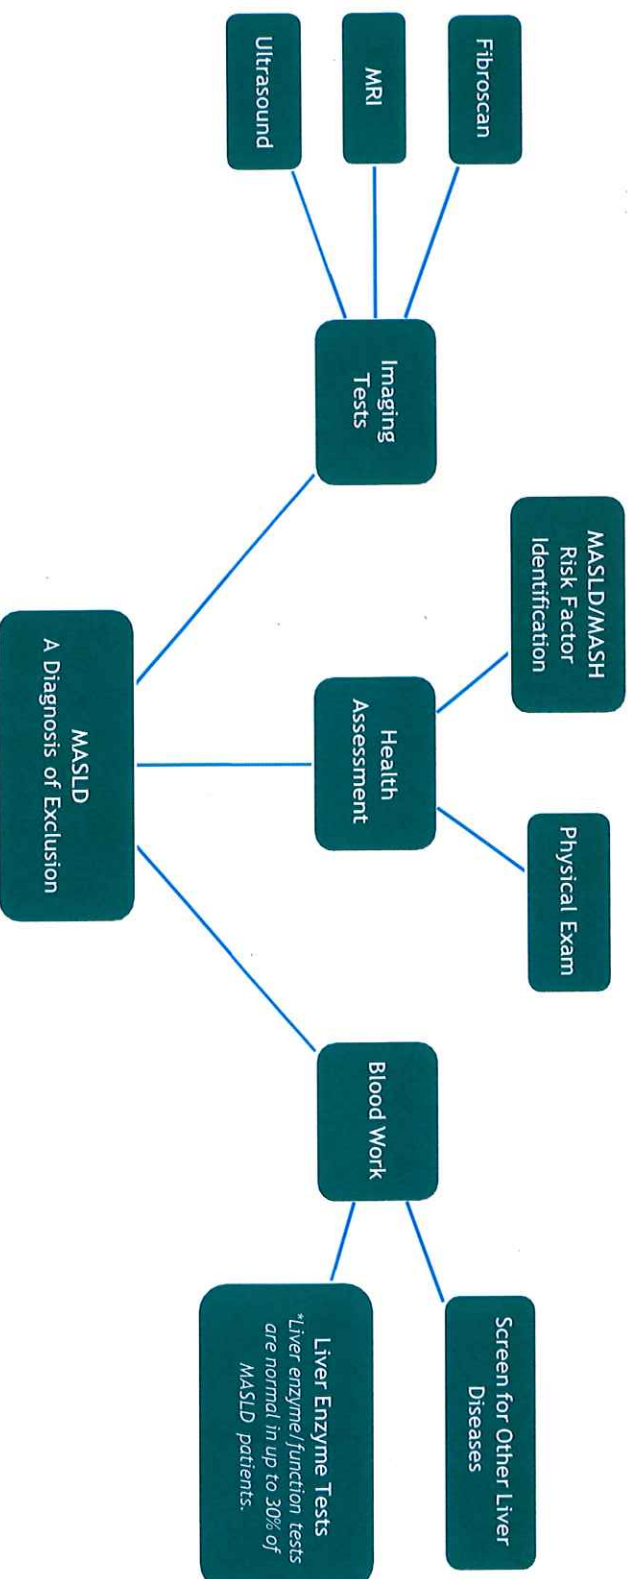 Fibroscan
MRI
Ultrasound
Imaging
Tests
MASLD/MASH
Risk Factor
Identification
Physical Exam
Health
Assessment
Screen for Other Liver
Diseases
Blood Work
Liver Enzyme Tests
*Liver enzyme/function tests
are normal in up to 30% of
MASLD patients.
MASLD
A Diagnosis of Exclusion